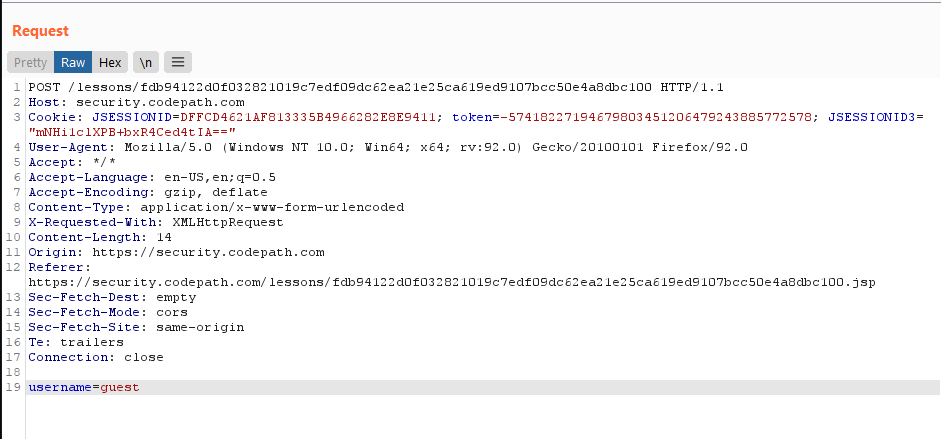 Request
Pretty Raw Hex \n
1 POST /lessons/fdb94122d0f032821019c7edf09dc62ea21e25ca619ed9107bcc50e4a8dbc100 HTTP/1.1
2 Host: security.codepath.com
3 Cookie: JSESSIONID=DFFCD4621AF813335B4966282E8E9411; token=-57418227194679803451206479243885772578; JSESSIONID3=
"mNHi1clXPB+bxR4Ced4tIA=="
4 User-Agent: Mozilla/5.0 (Windows NT 10.0; Win64; x64; rv:92.0) Gecko/20100101 Firefox/92.0
5 Accept: */*
6 Accept-Language: en-US,en;q=0.5
7 Accept-Encoding: gzip, deflate
8 Content-Type: application/x-www-form-urlencoded
9 X-Requested-With: XMLHttpRequest
10 Content-Length: 14
11 Origin: https://security.codepath.com
12 Referer:
https://security.codepath.com/lessons/fdb94122d0f032821019c7edf09dc62ea21e25ca619ed9107bcc50e4a8dbc100.jsp
13 Sec-Fetch-Dest: empty
14 Sec-Fetch-Mode: cors
15 Sec-Fetch-Site: same-origin
16 Te: trailers
17 Connection: close
18
19 username=guest